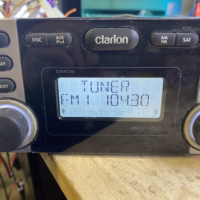 DISC
AUX
iPod
clarion
AM
FM
SAT
TUNER
FM1 104.30